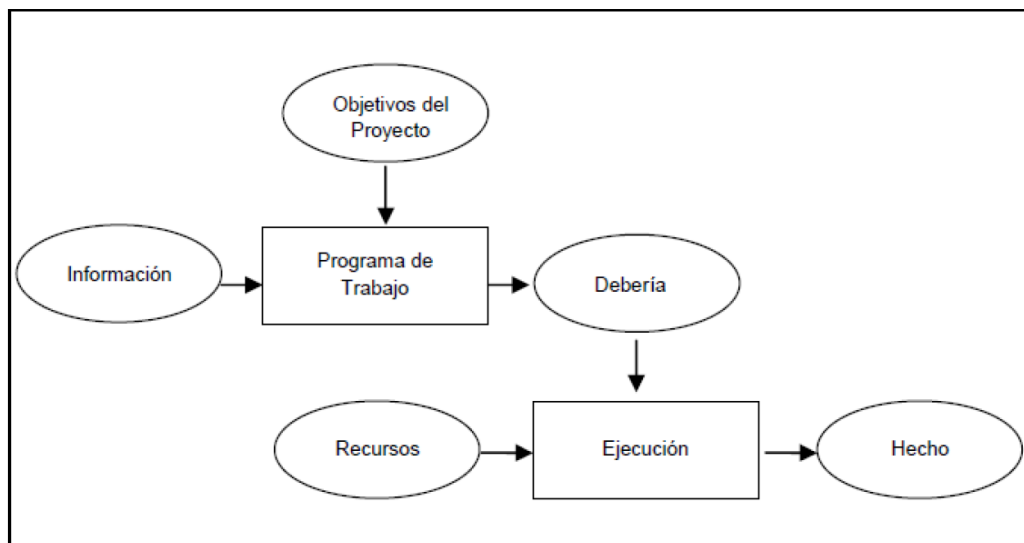 Objetivos del
Proyecto
Información
Programa de
Trabajo
Debería
Recursos
Ejecución
Hecho